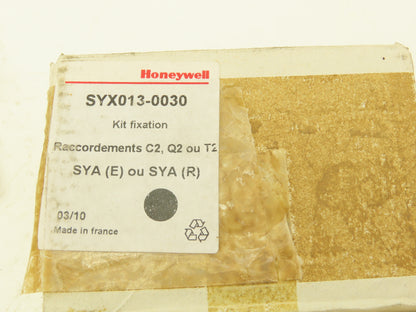 Honeywell
SYX013-0030
Kit fixation
Raccordements C2, Q2 ou T2
SYA (E) ou SYA (R)
03/10
Made in france